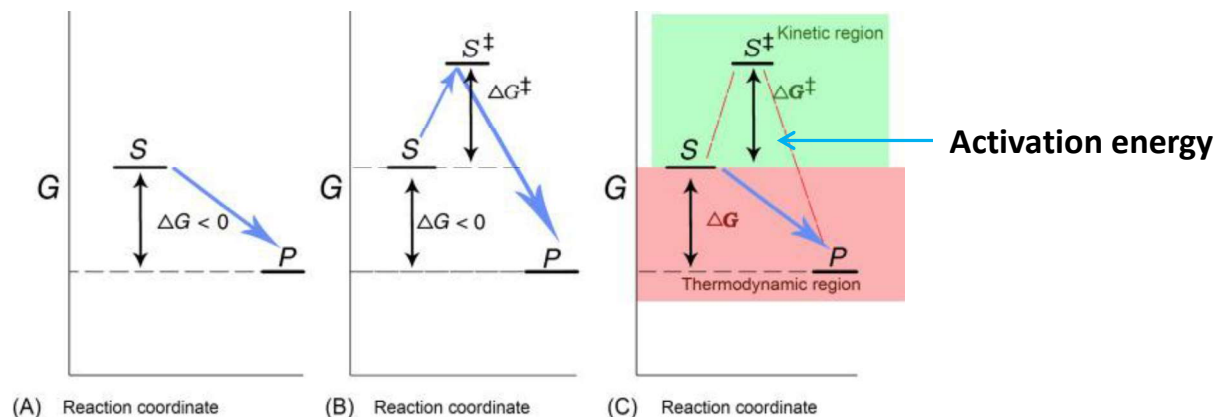 G
S
ΔG < 0
P
(A) Reaction coordinate
S‡
ΔG‡
S
ΔG < 0
P
(B) Reaction coordinate
Kinetic region
S‡
ΔG‡
Activation energy
G
S
ΔG
P
Thermodynamic region
(C) Reaction coordinate